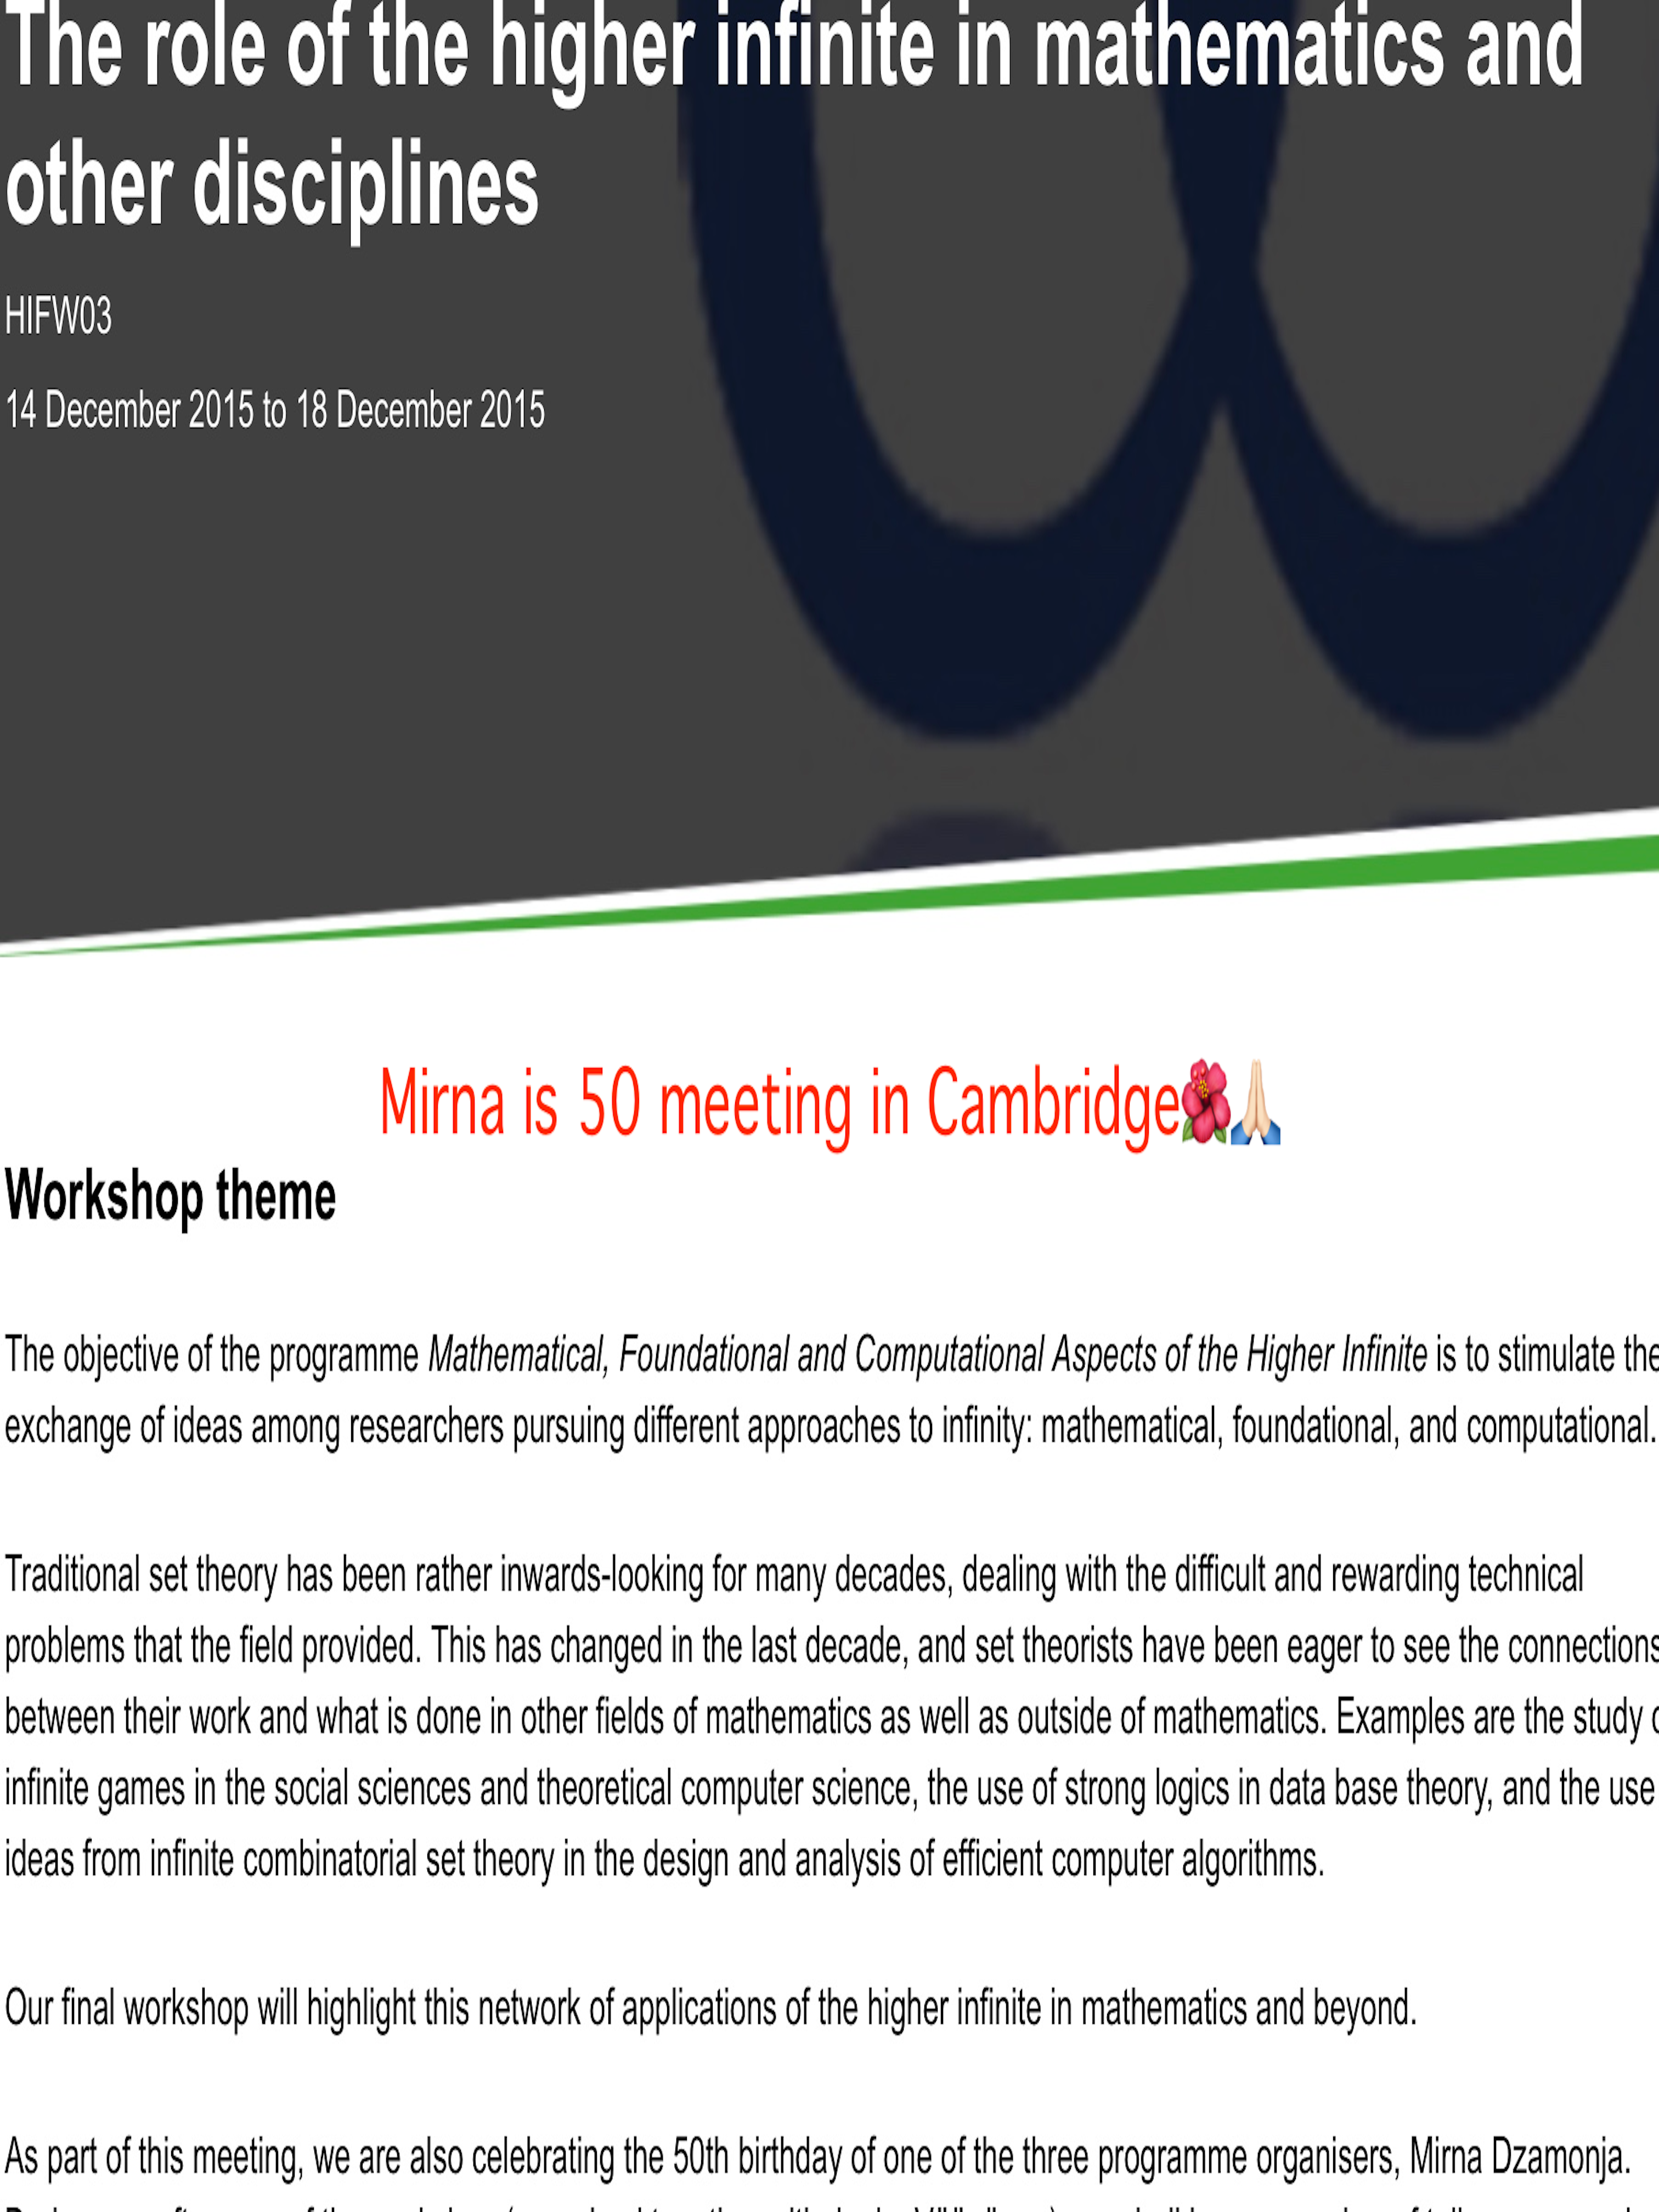 The role of the higher infinite in mathematics and
other disciplines
HIFW03
14 December 2015 to 18 December 2015
Mirna is 50 meeting in Cambridge🌺🙏🏻
Workshop theme
The objective of the programme Mathematical, Foundational and Computational Aspects of the Higher Infinite is to stimulate the
exchange of ideas among researchers pursuing different approaches to infinity: mathematical, foundational, and computational.
Traditional set theory has been rather inwards-looking for many decades, dealing with the difficult and rewarding technical
problems that the field provided. This has changed in the last decade, and set theorists have been eager to see the connections
between their work and what is done in other fields of mathematics as well as outside of mathematics. Examples are the study
infinite games in the social sciences and theoretical computer science, the use of strong logics in data base theory, and the use
ideas from infinite combinatorial set theory in the design and analysis of efficient computer algorithms.
Our final workshop will highlight this network of applications of the higher infinite in mathematics and beyond.
As part of this meeting, we are also celebrating the 50th birthday of one of the three programme organisers, Mirna Dzamonja.